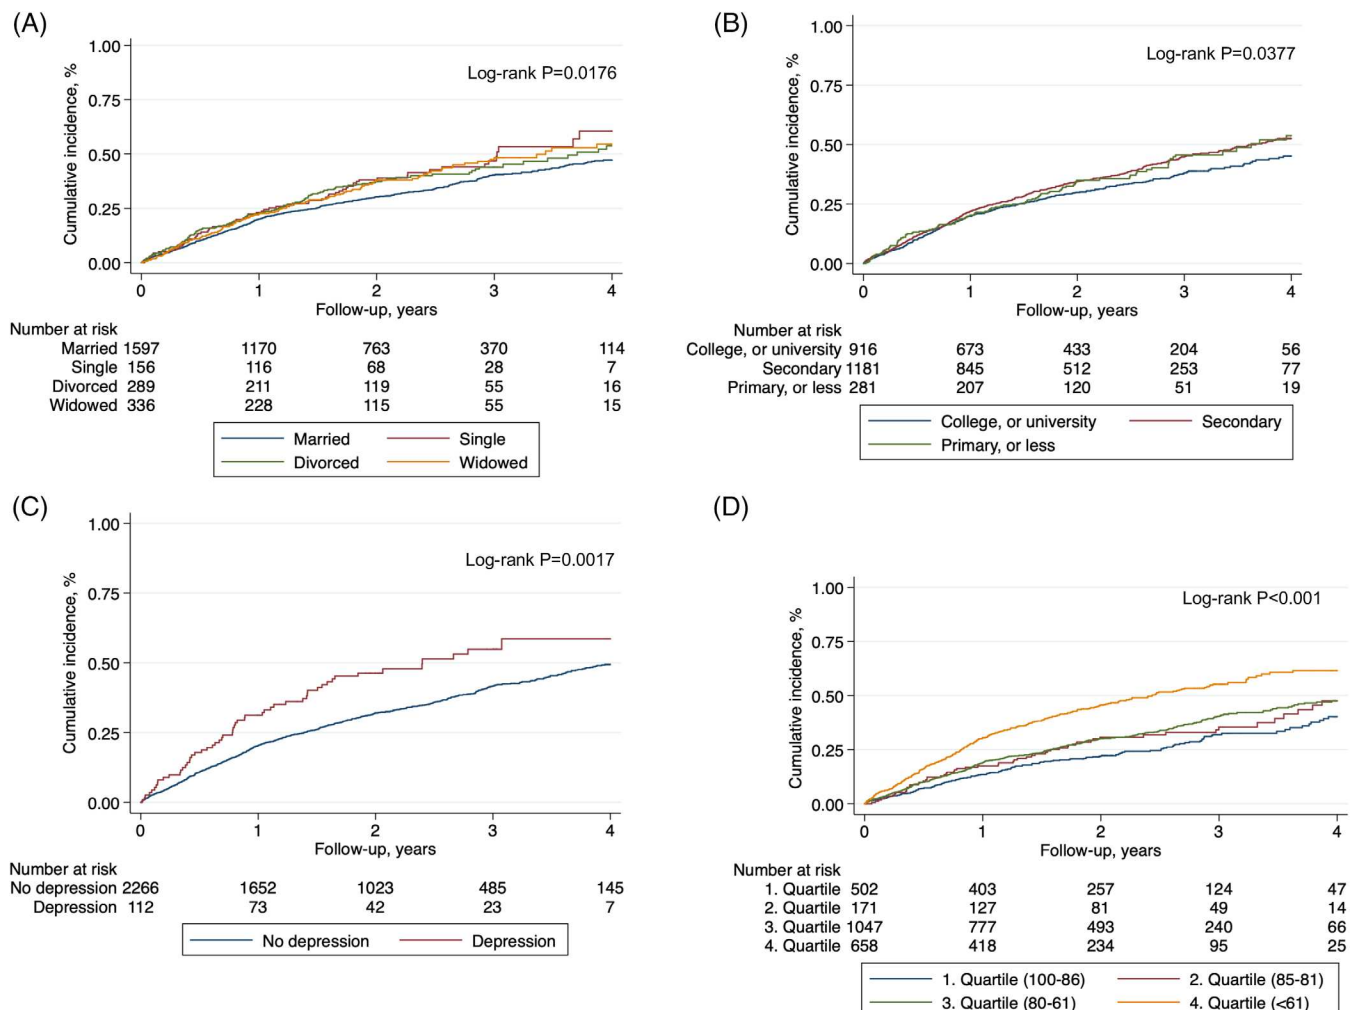 (A)
1.00
0.75
0.50
0.25
0.00
Cumulative incidence, %
Log-rank P=0.0176
0 1 2 3 4
Follow-up, years
Number at risk
Married 1597 1170 763 370 114
Single 156 116 68 28 7
Divorced 289 211 119 55 16
Widowed 336 228 115 55 15
Married Single
Divorced Widowed
(B)
1.00
0.75
0.50
0.25
0.00
Cumulative incidence, %
Log-rank P=0.0377
0 1 2 3 4
Follow-up, years
Number at risk
College, or university 916 673 433 204 56
Secondary 1181 845 512 253 77
Primary, or less 281 207 120 51 19
College, or university Secondary
Primary, or less
(C)
1.00
0.75
0.50
0.25
0.00
Cumulative incidence, %
Log-rank P=0.0017
0 1 2 3 4
Follow-up, years
Number at risk
No depression 2266 1652 1023 485 145
Depression 112 73 42 23 7
No depression Depression
(D)
1.00
0.75
0.50
0.25
0.00
Cumulative incidence, %
Log-rank P<0.001
0 1 2 3 4
Follow-up, years
Number at risk
1. Quartile 502 403 257 124 47
2. Quartile 171 127 81 49 14
3. Quartile 1047 777 493 240 66
4. Quartile 658 418 234 95 25
1. Quartile (100-86) 2. Quartile (85-81)
3. Quartile (80-61) 4. Quartile (<61)